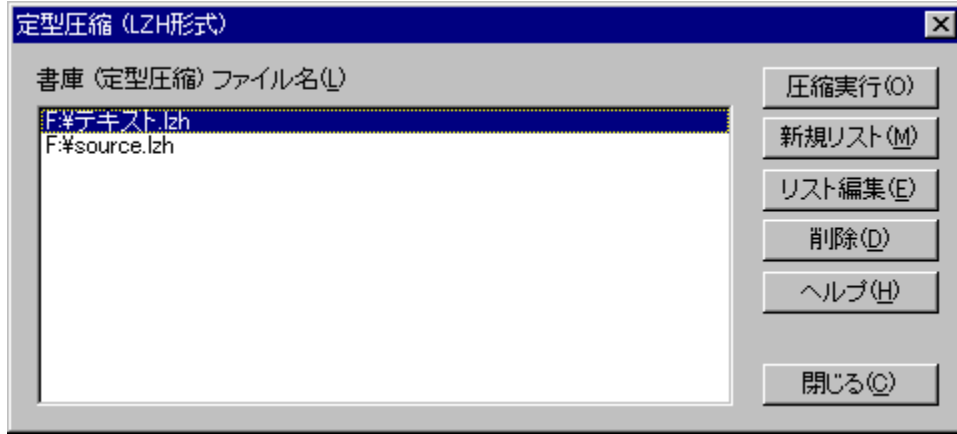 定型圧縮 (LZH形式)
書庫 (定型圧縮) ファイル名(L)
F:¥テキスト.lzh
F:¥source.lzh
圧縮実行(O)
新規リスト(M)
リスト編集(E)
削除(D)
ヘルプ(H)
閉じる(C)